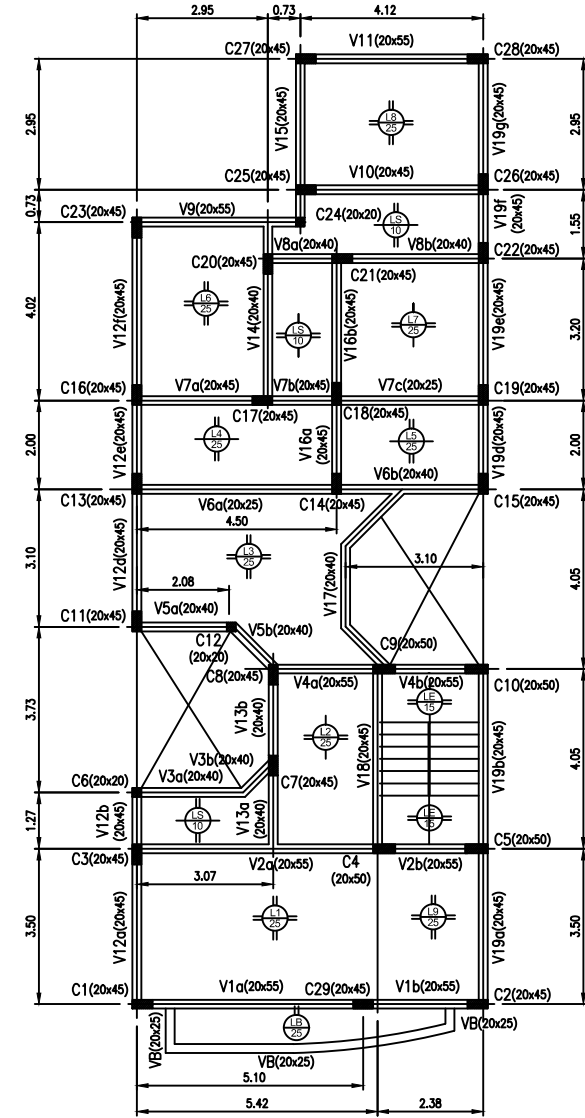 2.95 0.73 4.12
C27(20x45) V11(20x55) C28(20x45)
2.95 V15(20x45) L8 25 V19g(20x45) 2.95
C25(20x45) V10(20x45) C26(20x45)
0.73 C23(20x45) V9(20x55) C24(20x20) LS 10 V19f (20x45) 1.55
V8a(20x40) V8b(20x40) C22(20x45)
C20(20x45) C21(20x45)
4.02 V12f(20x45) L6 25 V14(20x40) LS 10 V16b(20x45) L7 25 V19e(20x45) 3.20
C16(20x45) V7a(20x45) V7b(20x45) V7c(20x25) C19(20x45)
C17(20x45) C18(20x45)
2.00 V12e(20x45) L4 25 V16a (20x45) L5 25 V19d(20x45) 2.00
V6b(20x40)
C13(20x45) V6a(20x25) C14(20x45) C15(20x45)
4.50
3.10 V12d(20x45) L3 25 V17(20x40) 3.10 4.05
2.08
C11(20x45) V5a(20x40) V5b(20x40)
C12 (20x20) C9(20x50)
C8(20x45) V4a(20x55) V4b(20x55) C10(20x50)
3.73 V13b (20x40) L2 25 V18(20x45) LE 15 V19b(20x45) 4.05
V3b(20x40)
C6(20x20) V3a(20x40) C7(20x45)
1.27 V12b (20x45) LS 10 V13a (20x40) LE 15
C3(20x45) V2a(20x55) C4 (20x50) V2b(20x55) C5(20x50)
3.07
3.50 V12a(20x45) L1 25 L9 25 V19a(20x45) 3.50
C1(20x45) V1a(20x55) C29(20x45) V1b(20x55) C2(20x45)
VB(20x25) LB 25 VB(20x25)
VB(20x25)
5.10
5.42 2.38